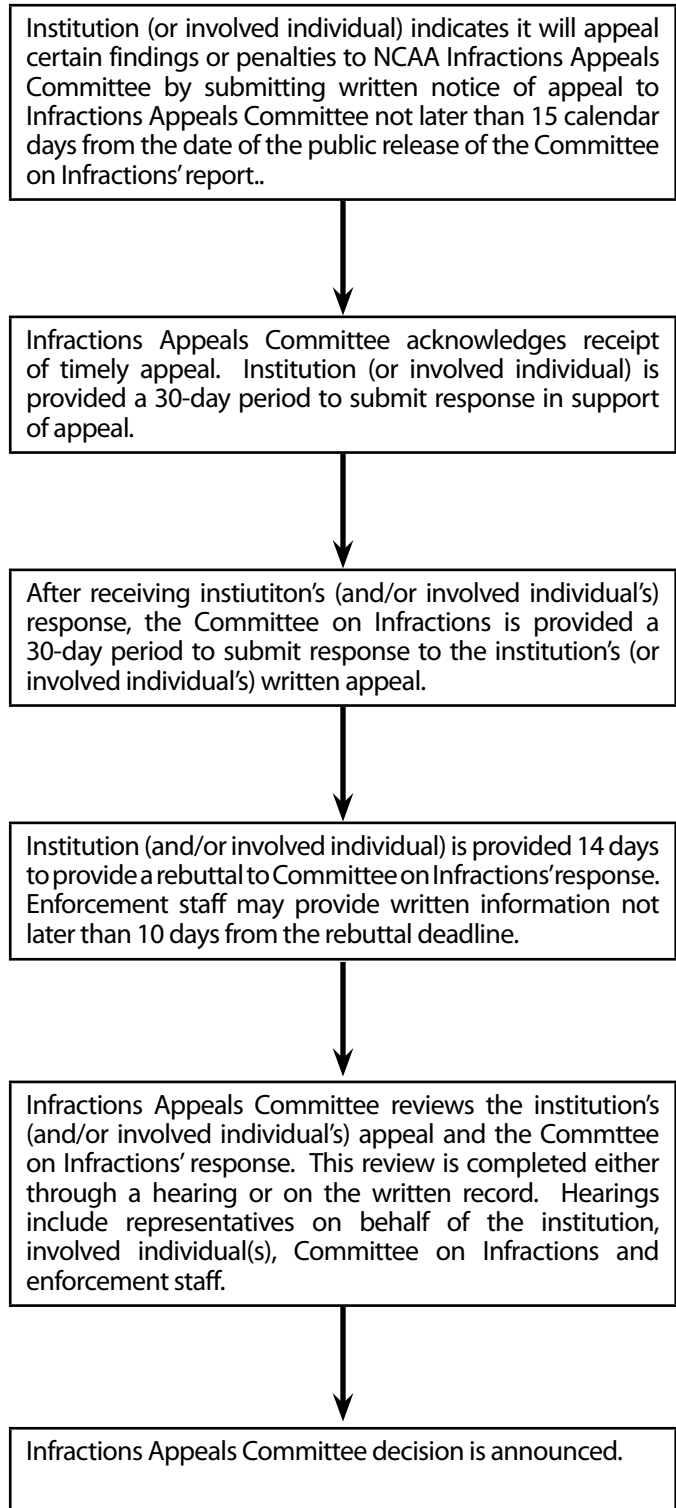 Institution (or involved individual) indicates it will appeal
certain findings or penalties to NCAA Infractions Appeals
Committee by submitting written notice of appeal to
Infractions Appeals Committee not later than 15 calendar
days from the date of the public release of the Committee
on Infractions' report..
Infractions Appeals Committee acknowledges receipt
of timely appeal. Institution (or involved individual) is
provided a 30-day period to submit response in support
of appeal.
After receiving instiutiton's (and/or involved individual's)
response, the Committee on Infractions is provided a
30-day period to submit response to the institution's (or
involved individual's) written appeal.
Institution (and/or involved individual) is provided 14 days
to provide a rebuttal to Committee on Infractions' response.
Enforcement staff may provide written information not
later than 10 days from the rebuttal deadline.
Infractions Appeals Committee reviews the institution's
(and/or involved individual's) appeal and the Commttee
on Infractions' response. This review is completed either
through a hearing or on the written record. Hearings
include representatives on behalf of the institution,
involved individual(s), Committee on Infractions and
enforcement staff.
Infractions Appeals Committee decision is announced.